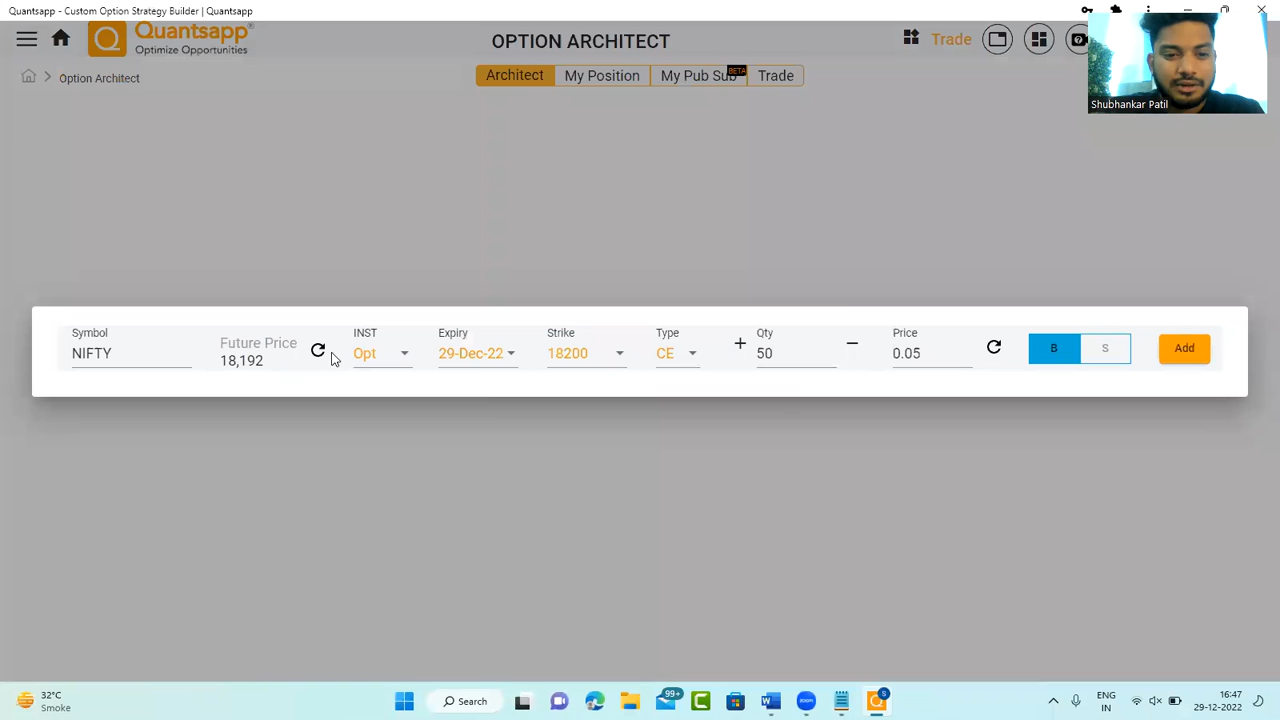 Quantsapp - Custom Option Strategy Builder | Quantsapp
Quantsapp®
Optimize Opportunities
OPTION ARCHITECT
Trade
Option Architect
Architect
My Position
My Pub Sub
BETA
Trade
Shubhankar Patil
Symbol
NIFTY
Future Price
18,192
INST
Opt
Expiry
29-Dec-22
Strike
18200
Type
CE
Qty
50
Price
0.05
B
S
Add
32°C
Smoke
Search
99+
S
ENG
IN
16:47
29-12-2022